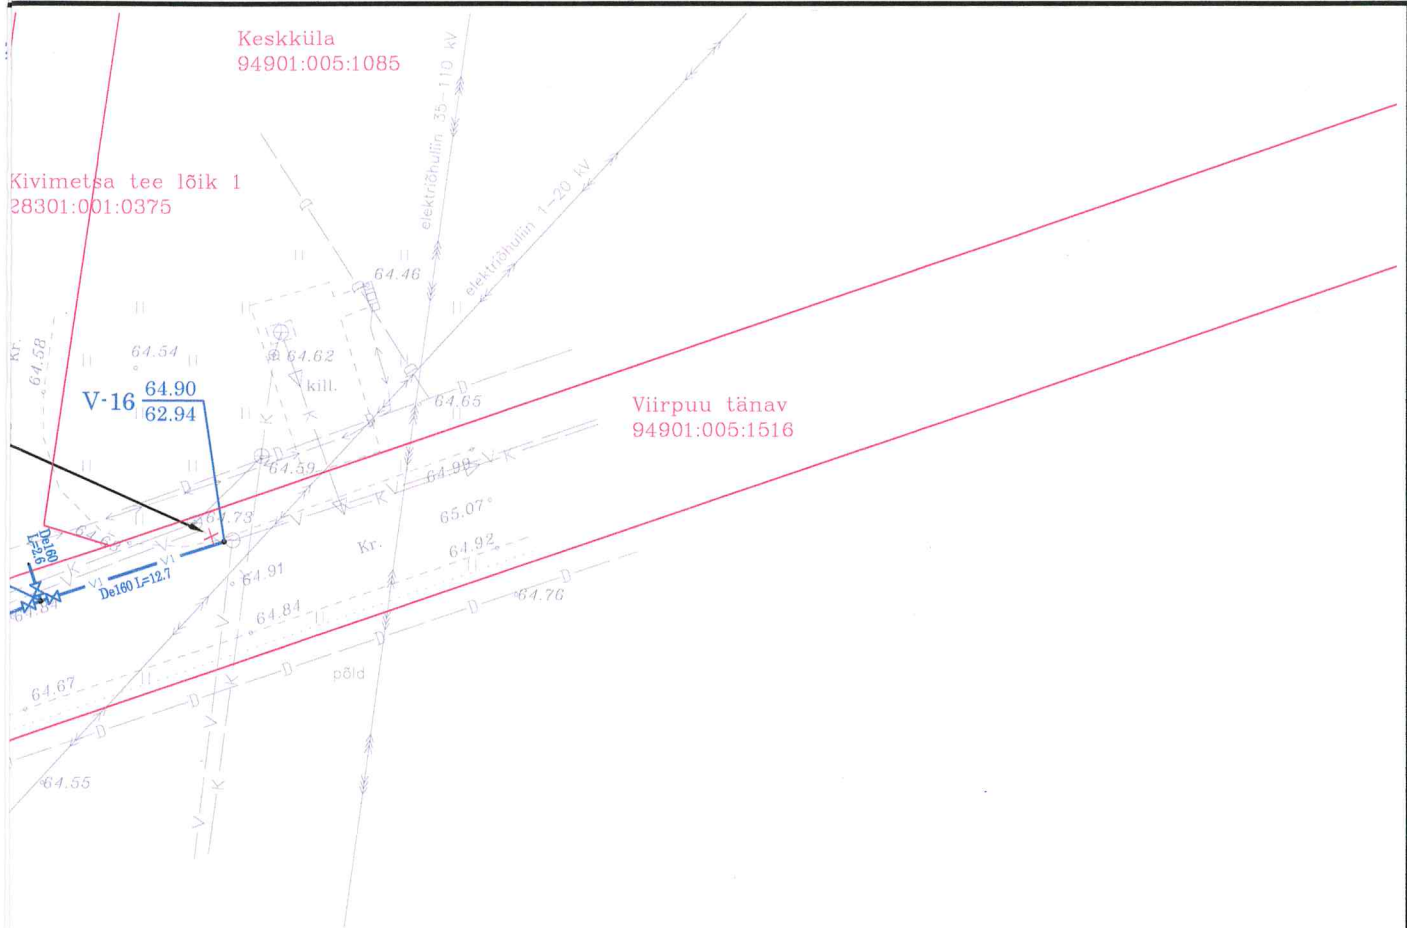 Keskküla
94901:005:1085
elektriõhuliin 35-110 kV
elektriõhuliin 1-20 kV
Kivimetsa tee lõik 1
28301:001:0375
64.46
Kr.
64.58
64.54
64.62
kill.
V-16 64.90
62.94
64.65
Viirpuu tänav
94901:005:1516
64.59
64.99
64.73
65.07
Kr.
64.92
De160
L=2.6
V1
V1
De160 L=12.7
64.91
64.84
64.76
64.67
põld
64.55
D
D
D
D
D
D
D
D
D
D
D
D
K
K
K
K
K
K
K
V
V
V
V
V
V
V